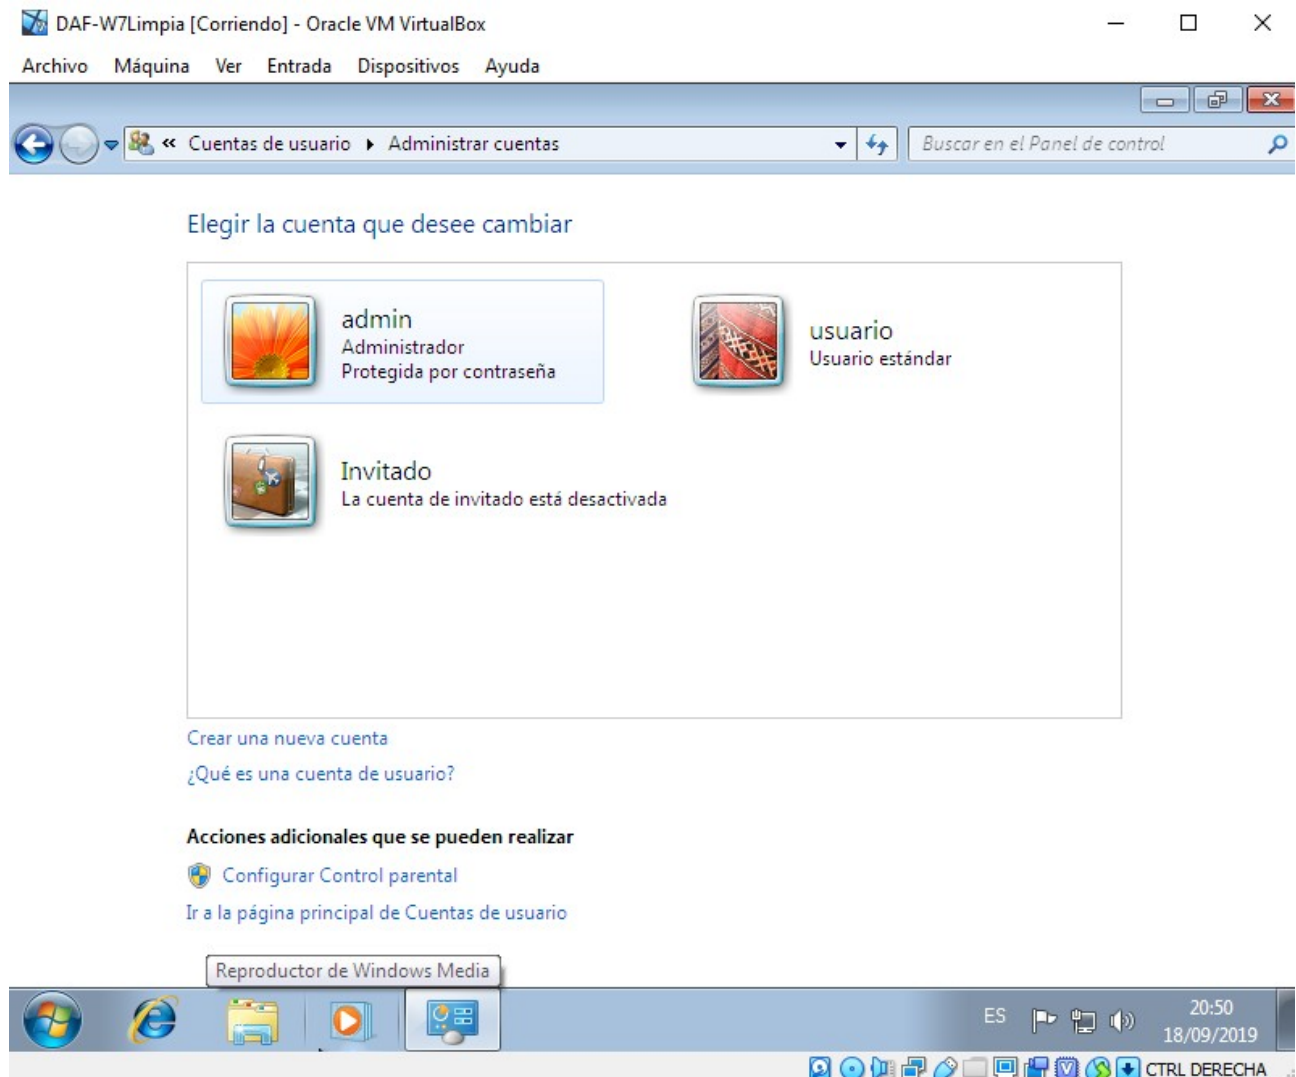 DAF-W7Limpia [Corriendo] - Oracle VM VirtualBox
Archivo Máquina Ver Entrada Dispositivos Ayuda
« Cuentas de usuario Administrar cuentas
Buscar en el Panel de control
Elegir la cuenta que desee cambiar
admin
Administrador
Protegida por contraseña
usuario
Usuario estándar
Invitado
La cuenta de invitado está desactivada
Crear una nueva cuenta
¿Qué es una cuenta de usuario?
Acciones adicionales que se pueden realizar
Configurar Control parental
Ir a la página principal de Cuentas de usuario
Reproductor de Windows Media
ES
20:50
18/09/2019
CTRL DERECHA